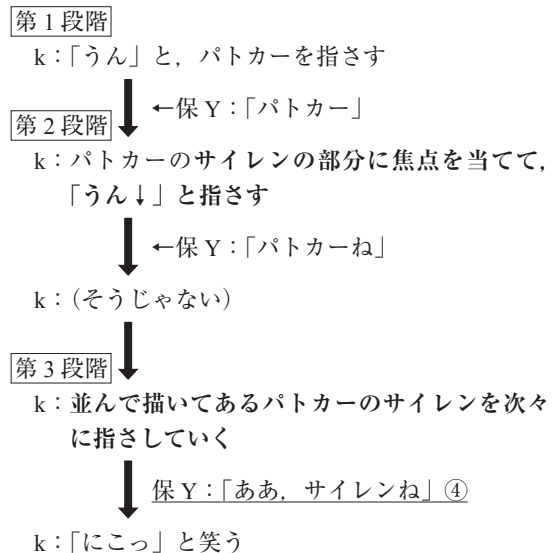 第1段階
k：「うん」と，パトカーを指さす
←保Y：「パトカー」
第2段階
k：パトカーのサイレンの部分に焦点を当てて，
「うん↓」と指さす
←保Y：「パトカーね」
k：（そうじゃない）
第3段階
k：並んで描いてあるパトカーのサイレンを次々
に指さしていく
保Y：「ああ，サイレンね」④
k：「にこっ」と笑う